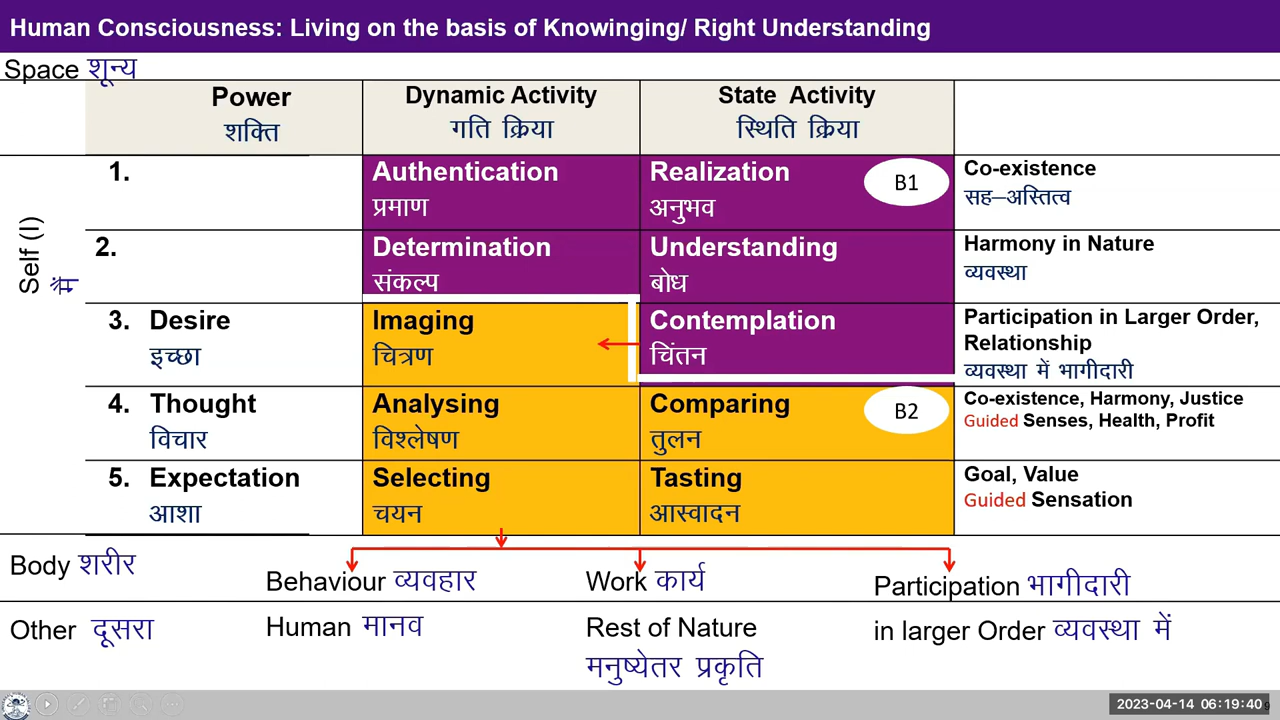 Human Consciousness: Living on the basis of Knowinging/ Right Understanding
Space शून्य
Power
शक्ति
Dynamic Activity
गति क्रिया
State Activity
स्थिति क्रिया
Self (I)
मैं
1.
Authentication
प्रमाण
Realization
अनुभव
B1
Co-existence
सह–अस्तित्व
2.
Determination
संकल्प
Understanding
बोध
Harmony in Nature
व्यवस्था
3. Desire
इच्छा
Imaging
चित्रण
Contemplation
चिंतन
Participation in Larger Order,
Relationship
व्यवस्था में भागीदारी
4. Thought
विचार
Analysing
विश्लेषण
Comparing
तुलन
B2
Co-existence, Harmony, Justice
Guided Senses, Health, Profit
5. Expectation
आशा
Selecting
चयन
Tasting
आस्वादन
Goal, Value
Guided Sensation
Body शरीर
Behaviour व्यवहार
Work कार्य
Participation भागीदारी
Other दूसरा
Human मानव
Rest of Nature
मनुष्येतर प्रकृति
in larger Order व्यवस्था में
2023-04-14 06:19:40
9